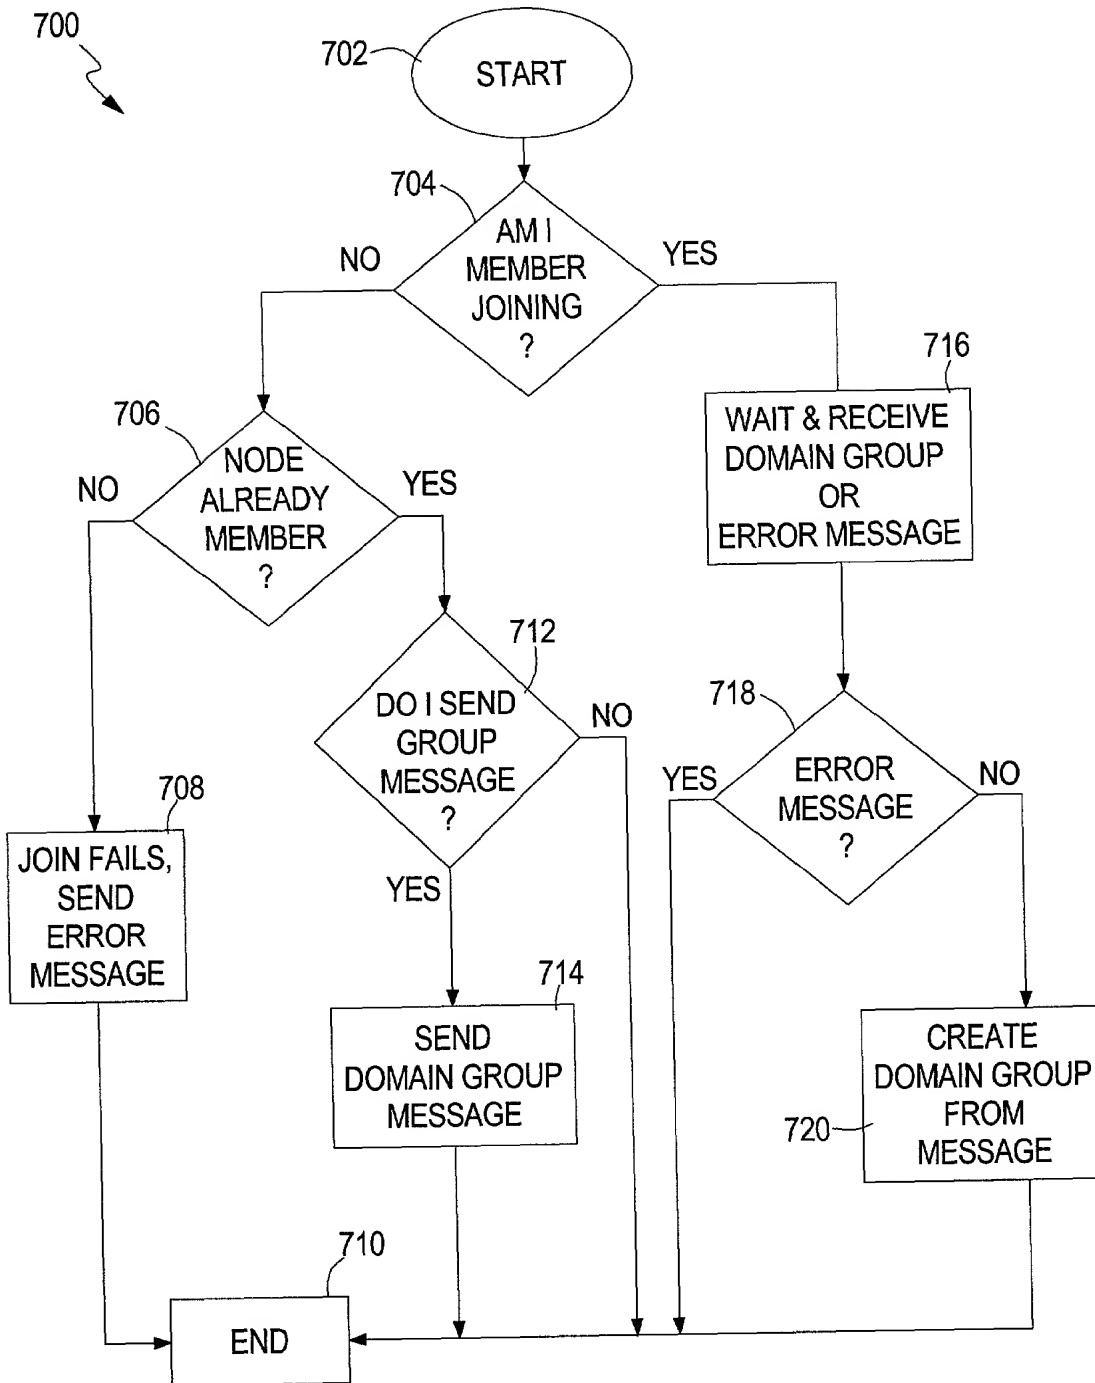 700
702
START
704
AM I
MEMBER
JOINING
?
NO
YES
706
NODE
ALREADY
MEMBER
?
NO
YES
716
WAIT & RECEIVE
DOMAIN GROUP
OR
ERROR MESSAGE
712
DO I SEND
GROUP
MESSAGE
?
NO
YES
718
ERROR
MESSAGE
?
YES
NO
708
JOIN FAILS,
SEND
ERROR
MESSAGE
714
SEND
DOMAIN GROUP
MESSAGE
720
CREATE
DOMAIN GROUP
FROM
MESSAGE
710
END